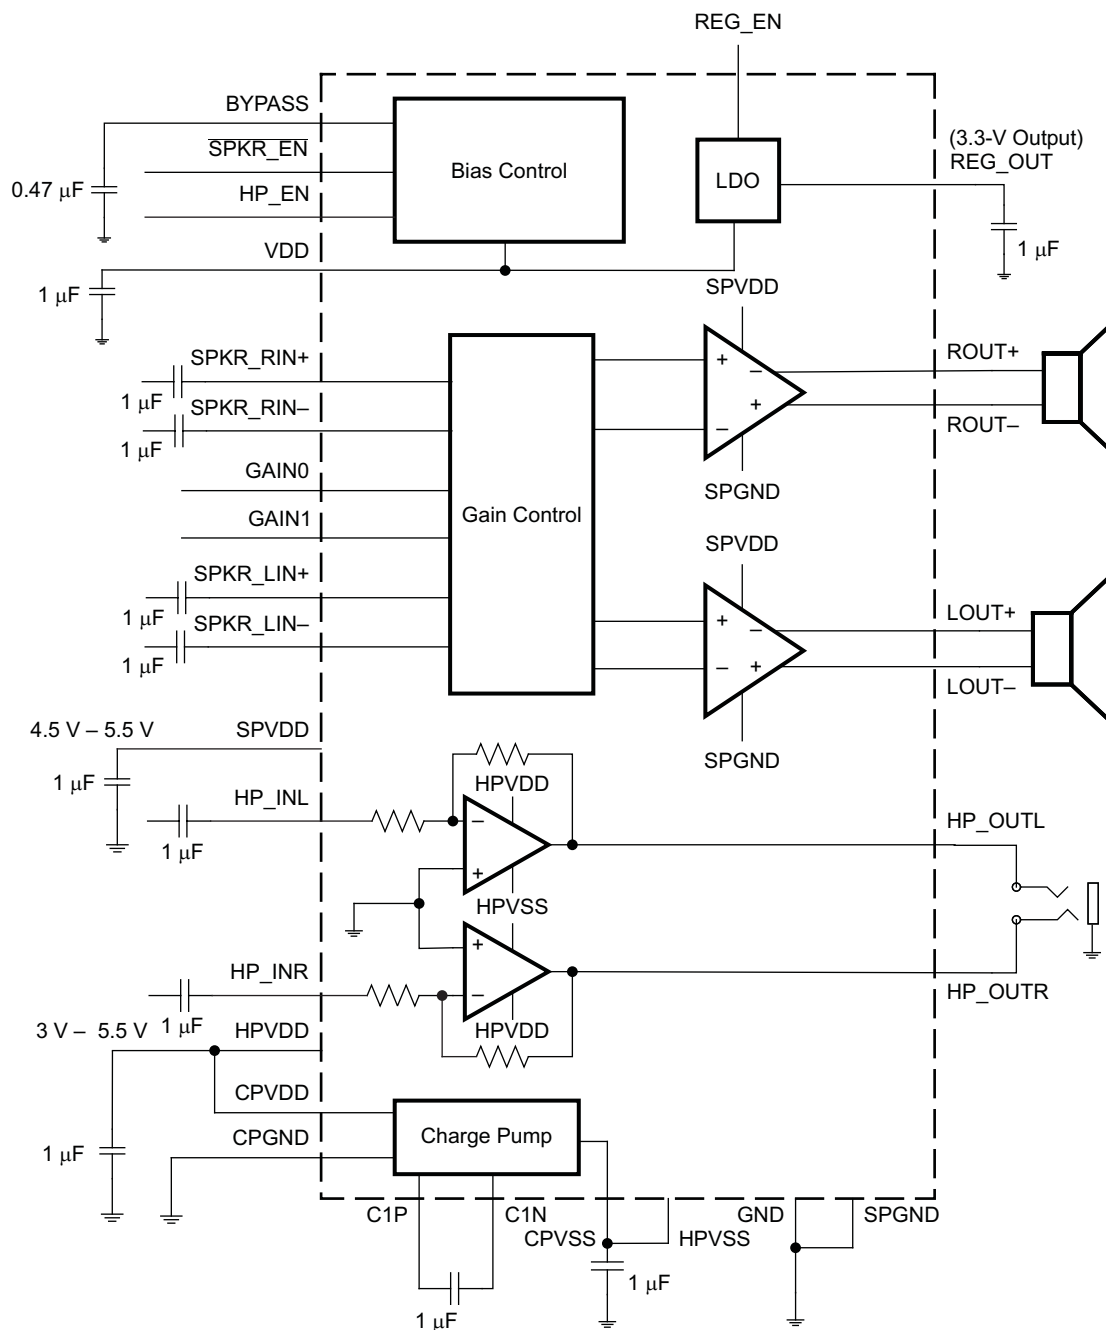 REG_EN
BYPASS
SPKR_EN
HP_EN
VDD
0.47 μF
1 μF
Bias Control
LDO
(3.3-V Output)
REG_OUT
1 μF
SPVDD
SPKR_RIN+
1 μF
SPKR_RIN–
1 μF
GAIN0
GAIN1
SPKR_LIN+
1 μF
SPKR_LIN–
1 μF
Gain Control
+
–
–
+
SPGND
ROUT+
ROUT–
SPVDD
+
–
–
+
SPGND
LOUT+
LOUT–
4.5 V – 5.5 V
SPVDD
1 μF
HP_INL
1 μF
HPVDD
–
+
HPVSS
HP_OUTL
+
–
HPVDD
HP_INR
1 μF
HP_OUTR
3 V – 5.5 V
HPVDD
CPVDD
CPGND
1 μF
Charge Pump
C1P
C1N
1 μF
CPVSS
HPVSS
1 μF
GND
SPGND